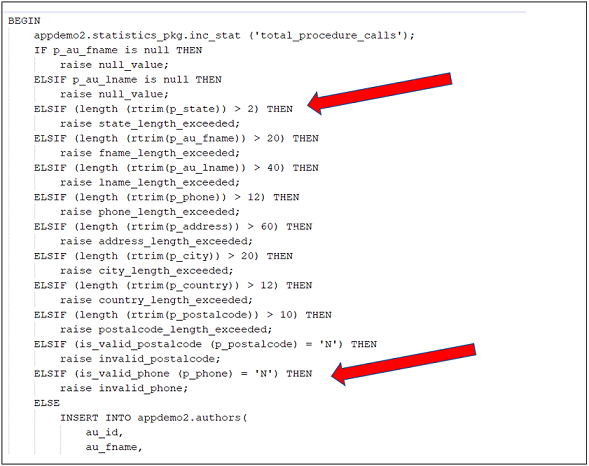 BEGIN
appdemo2.statistics_pkg.inc_stat ('total_procedure_calls');
IF p_au_fname is null THEN
raise null_value;
ELSIF p_au_lname is null THEN
raise null_value;
ELSIF (length (rtrim(p_state)) > 2) THEN
raise state_length_exceeded;
ELSIF (length (rtrim(p_au_fname)) > 20) THEN
raise fname_length_exceeded;
ELSIF (length (rtrim(p_au_lname)) > 40) THEN
raise lname_length_exceeded;
ELSIF (length (rtrim(p_phone)) > 12) THEN
raise phone_length_exceeded;
ELSIF (length (rtrim(p_address)) > 60) THEN
raise address_length_exceeded;
ELSIF (length (rtrim(p_city)) > 20) THEN
raise city_length_exceeded;
ELSIF (length (rtrim(p_country)) > 12) THEN
raise country_length_exceeded;
ELSIF (length (rtrim(p_postalcode)) > 10) THEN
raise postalcode_length_exceeded;
ELSIF (is_valid_postalcode (p_postalcode) = 'N') THEN
raise invalid_postalcode;
ELSIF (is_valid_phone (p_phone) = 'N') THEN
raise invalid_phone;
ELSE
INSERT INTO appdemo2.authors(
au_id,
au_fname,